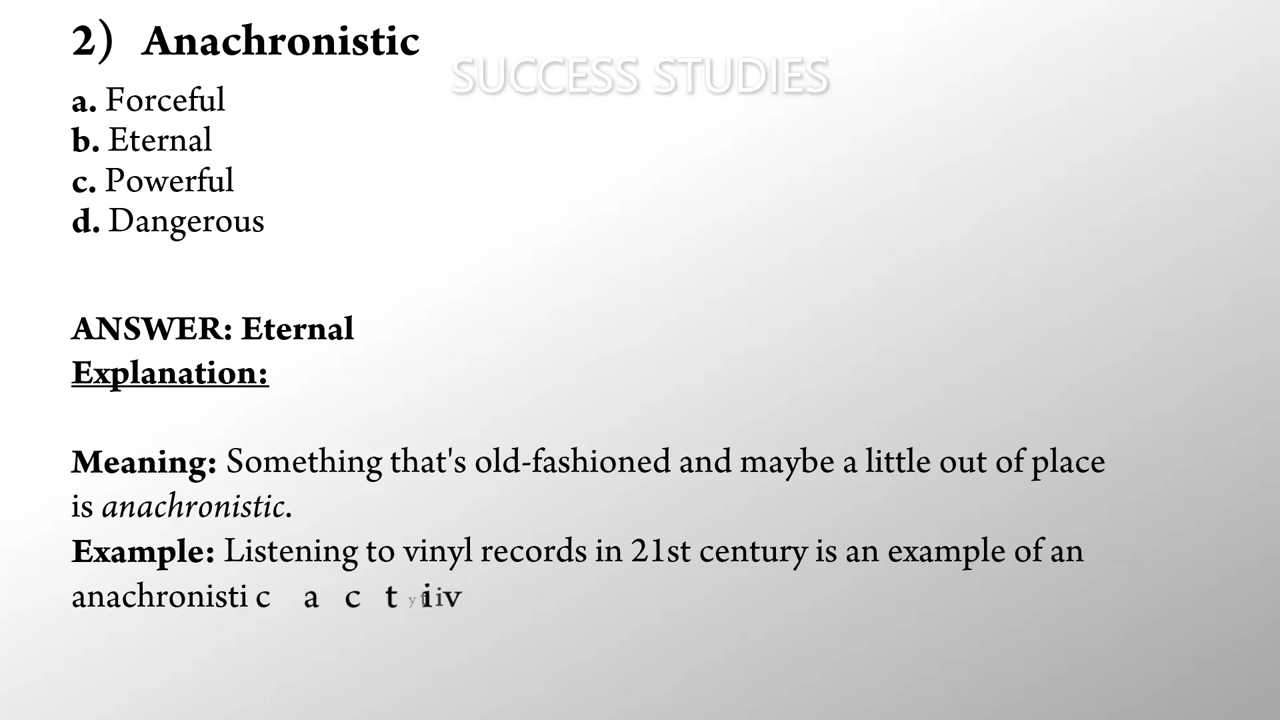 2) Anachronistic
SUCCESS STUDIES
a. Forceful
b. Eternal
c. Powerful
d. Dangerous
ANSWER: Eternal
Explanation:
Meaning: Something that's old-fashioned and maybe a little out of place
is anachronistic.
Example: Listening to vinyl records in 21st century is an example of an
anachronisti c a c t